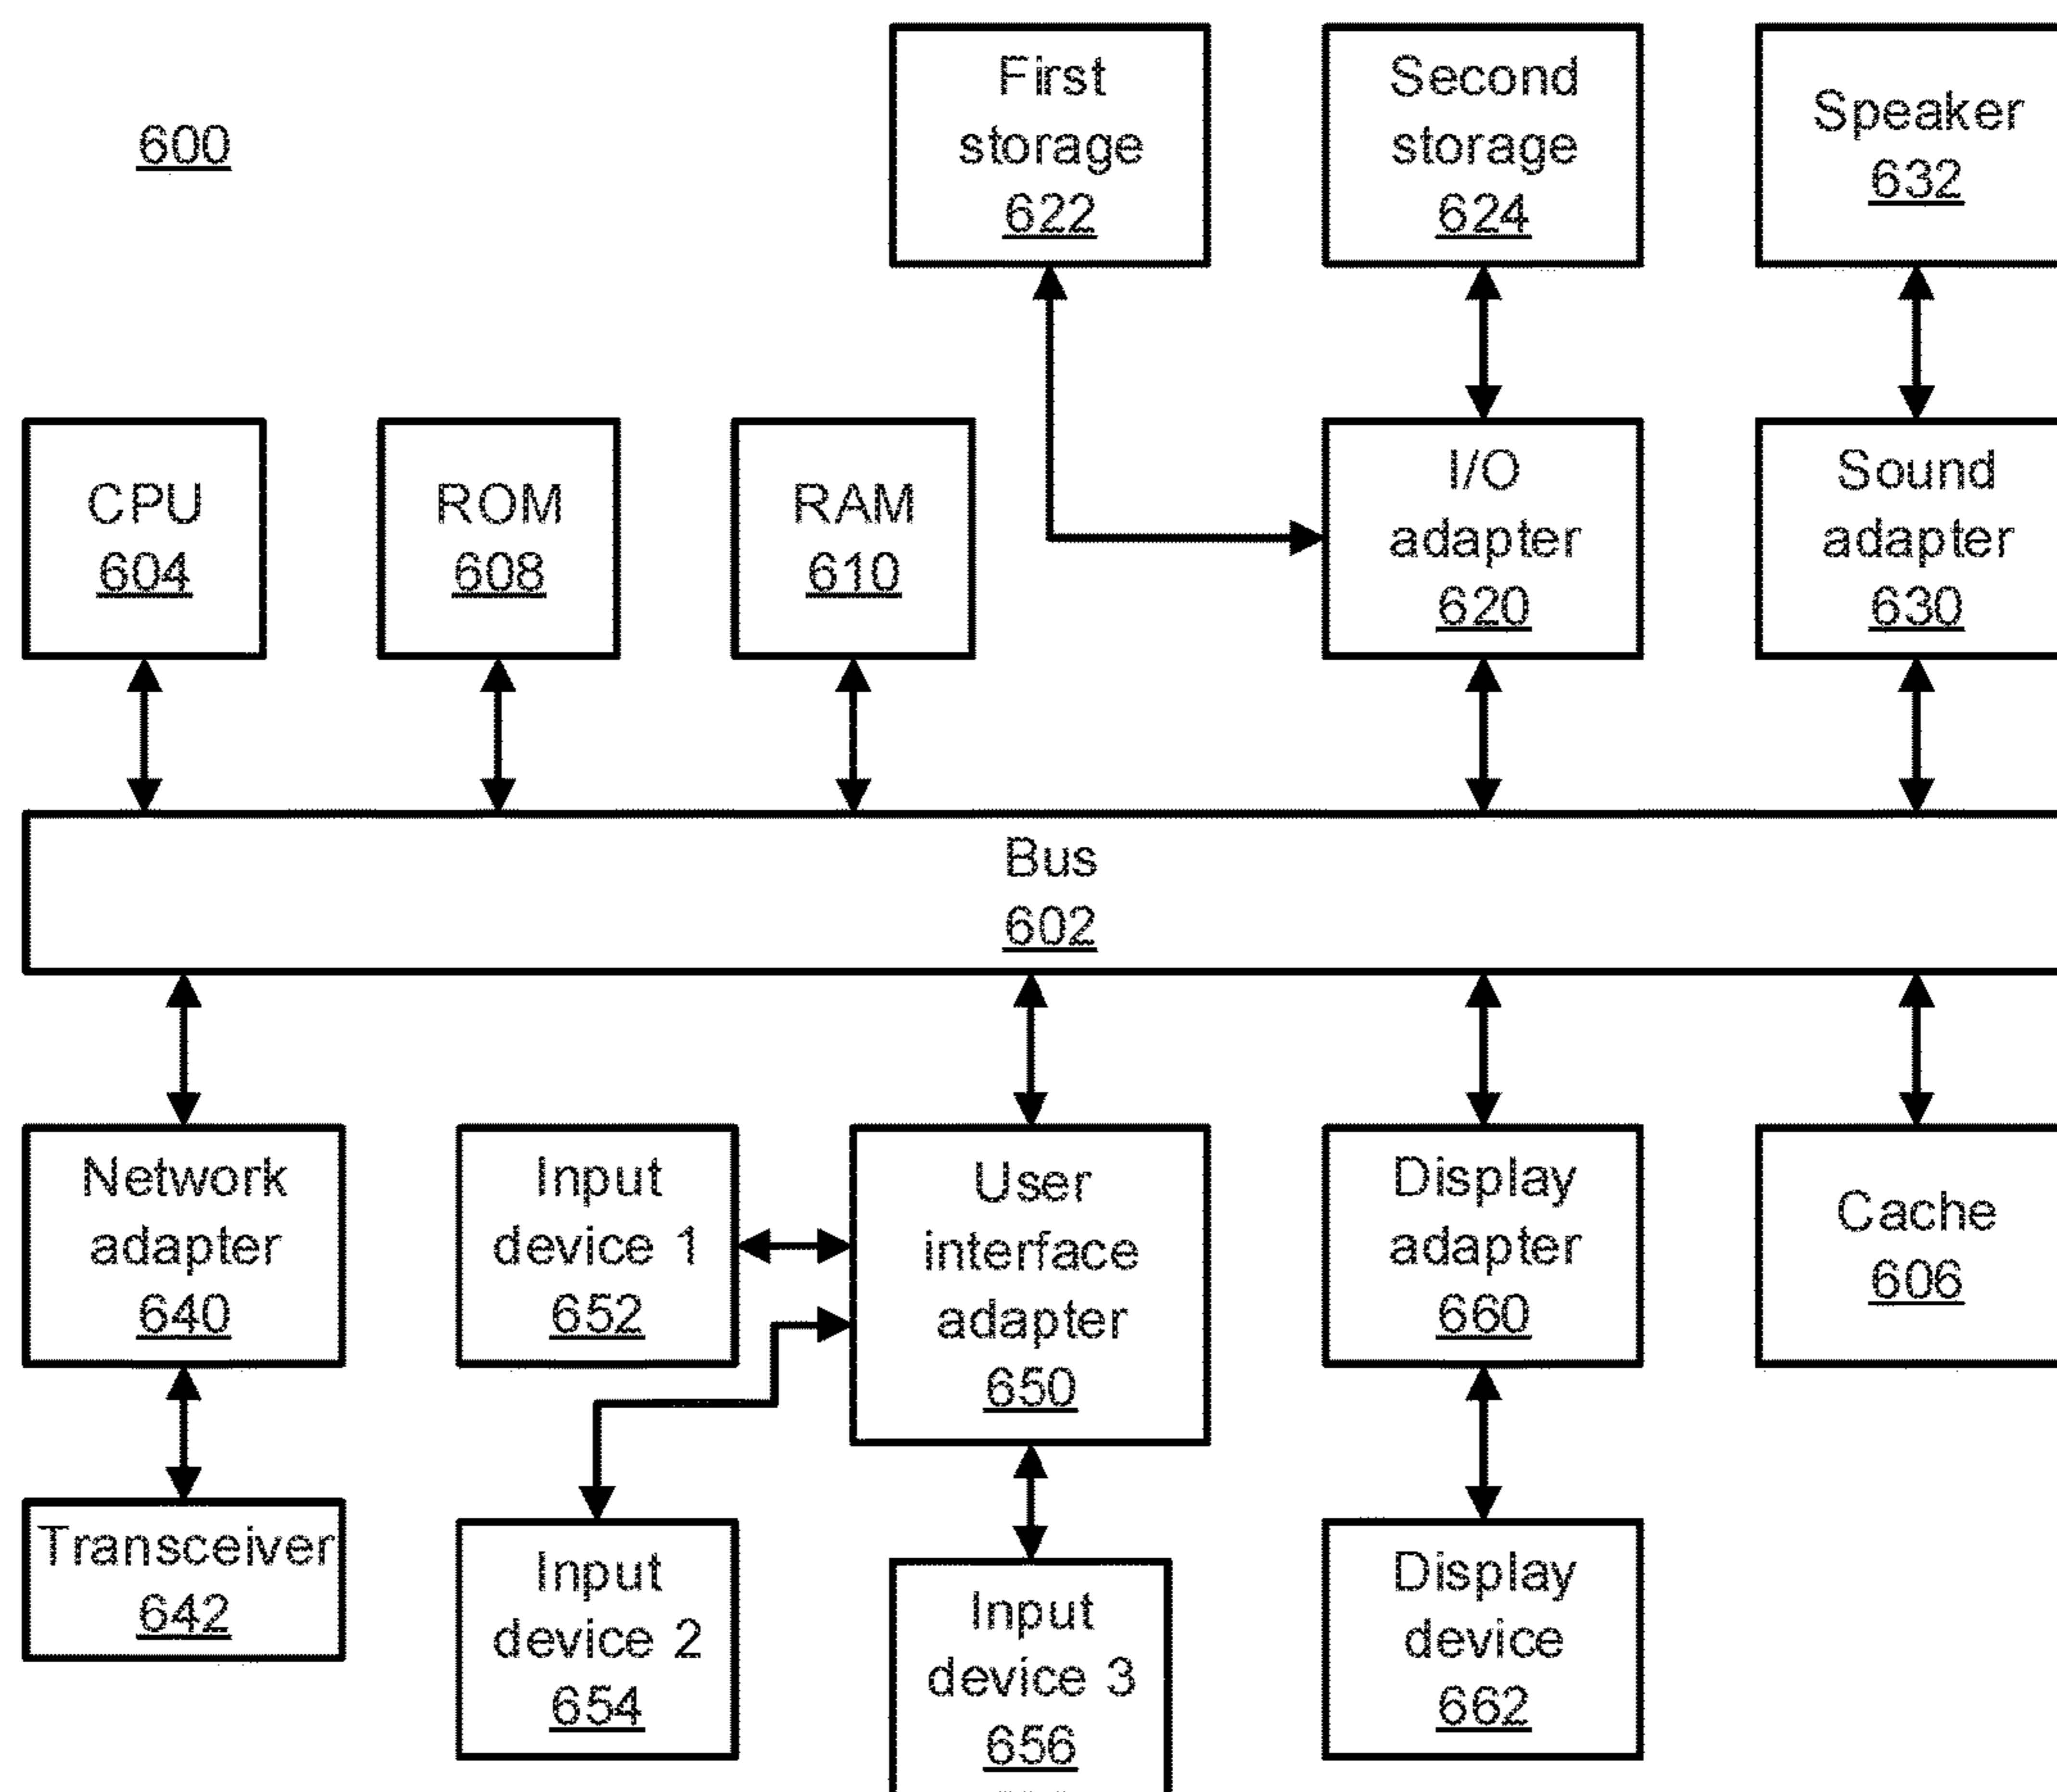 600
First
storage
622
Second
storage
624
Speaker
632
CPU
604
ROM
608
RAM
610
I/O
adapter
620
Sound
adapter
630
Bus
602
Network
adapter
640
Input
device 1
652
User
interface
adapter
650
Display
adapter
660
Cache
606
Transceiver
642
Input
device 2
654
Input
device 3
656
Display
device
662